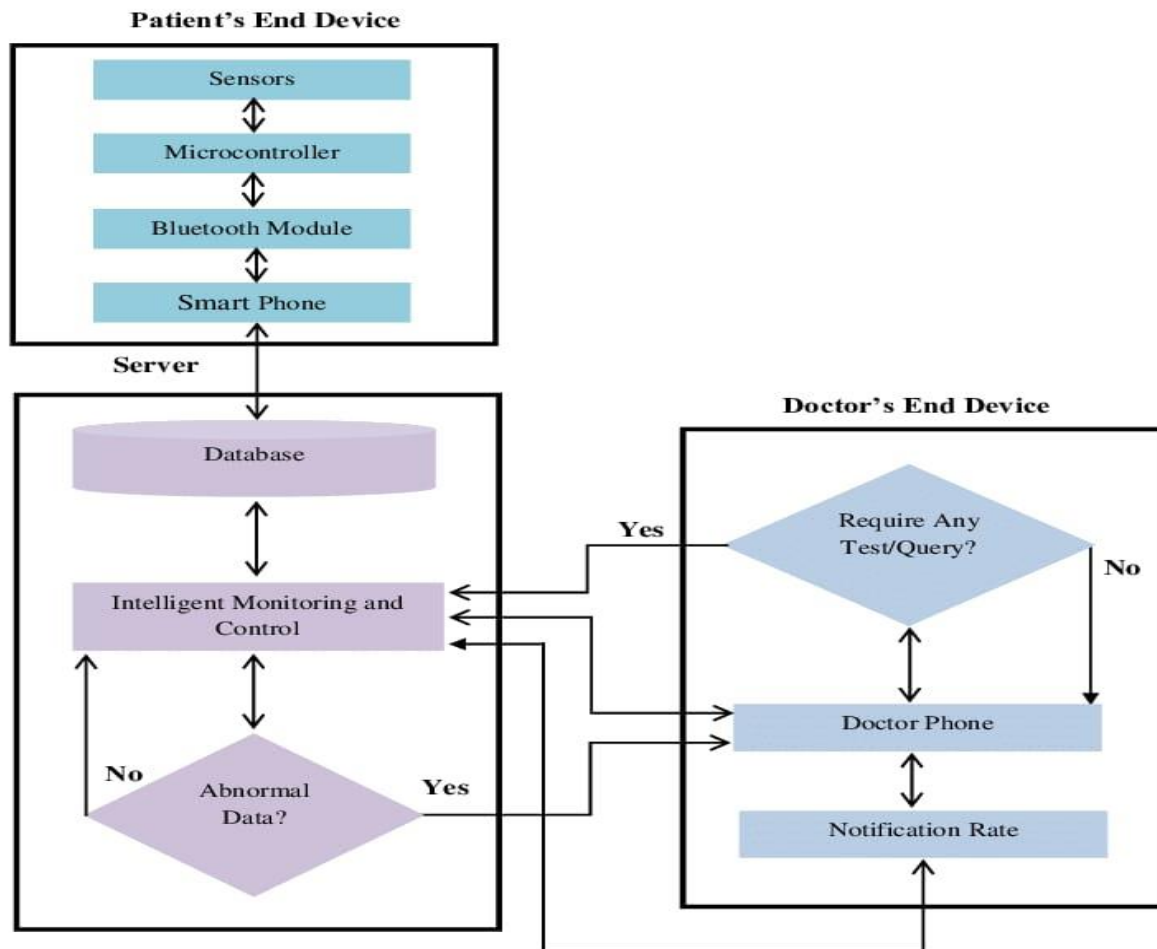 Patient's End Device
Sensors
Microcontroller
Bluetooth Module
Smart Phone
Server
Database
Intelligent Monitoring and
Control
No
Abnormal
Data?
Yes
Doctor's End Device
Yes
Require Any
Test/Query?
No
Doctor Phone
Notification Rate